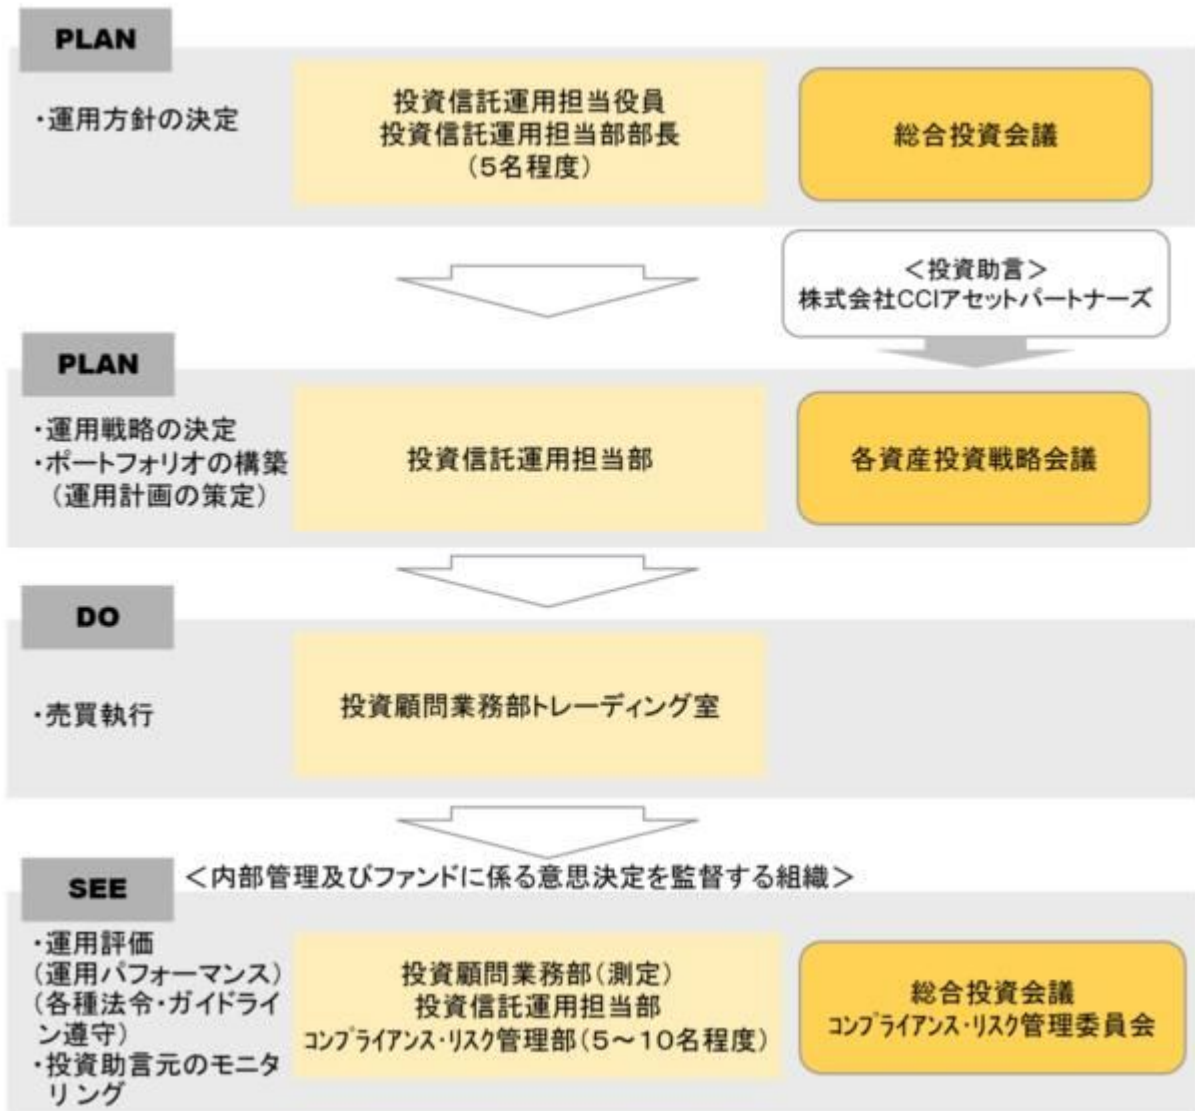 PLAN
・運用方針の決定
投資信託運用担当役員
投資信託運用担当部部長
(5名程度)
総合投資会議
＜投資助言＞
株式会社CCIアセットパートナーズ
PLAN
・運用戦略の決定
・ポートフォリオの構築
(運用計画の策定)
投資信託運用担当部
各資産投資戦略会議
DO
・売買執行
投資顧問業務部トレーディング室
SEE
＜内部管理及びファンドに係る意思決定を監督する組織＞
・運用評価
(運用パフォーマンス)
(各種法令・ガイドライ
ン遵守)
・投資助言元のモニタ
リング
投資顧問業務部(測定)
投資信託運用担当部
ｺﾝﾌﾟﾗｲｱﾝｽ・ﾘｽｸ管理部(5～10名程度)
総合投資会議
ｺﾝﾌﾟﾗｲｱﾝｽ・ﾘｽｸ管理委員会